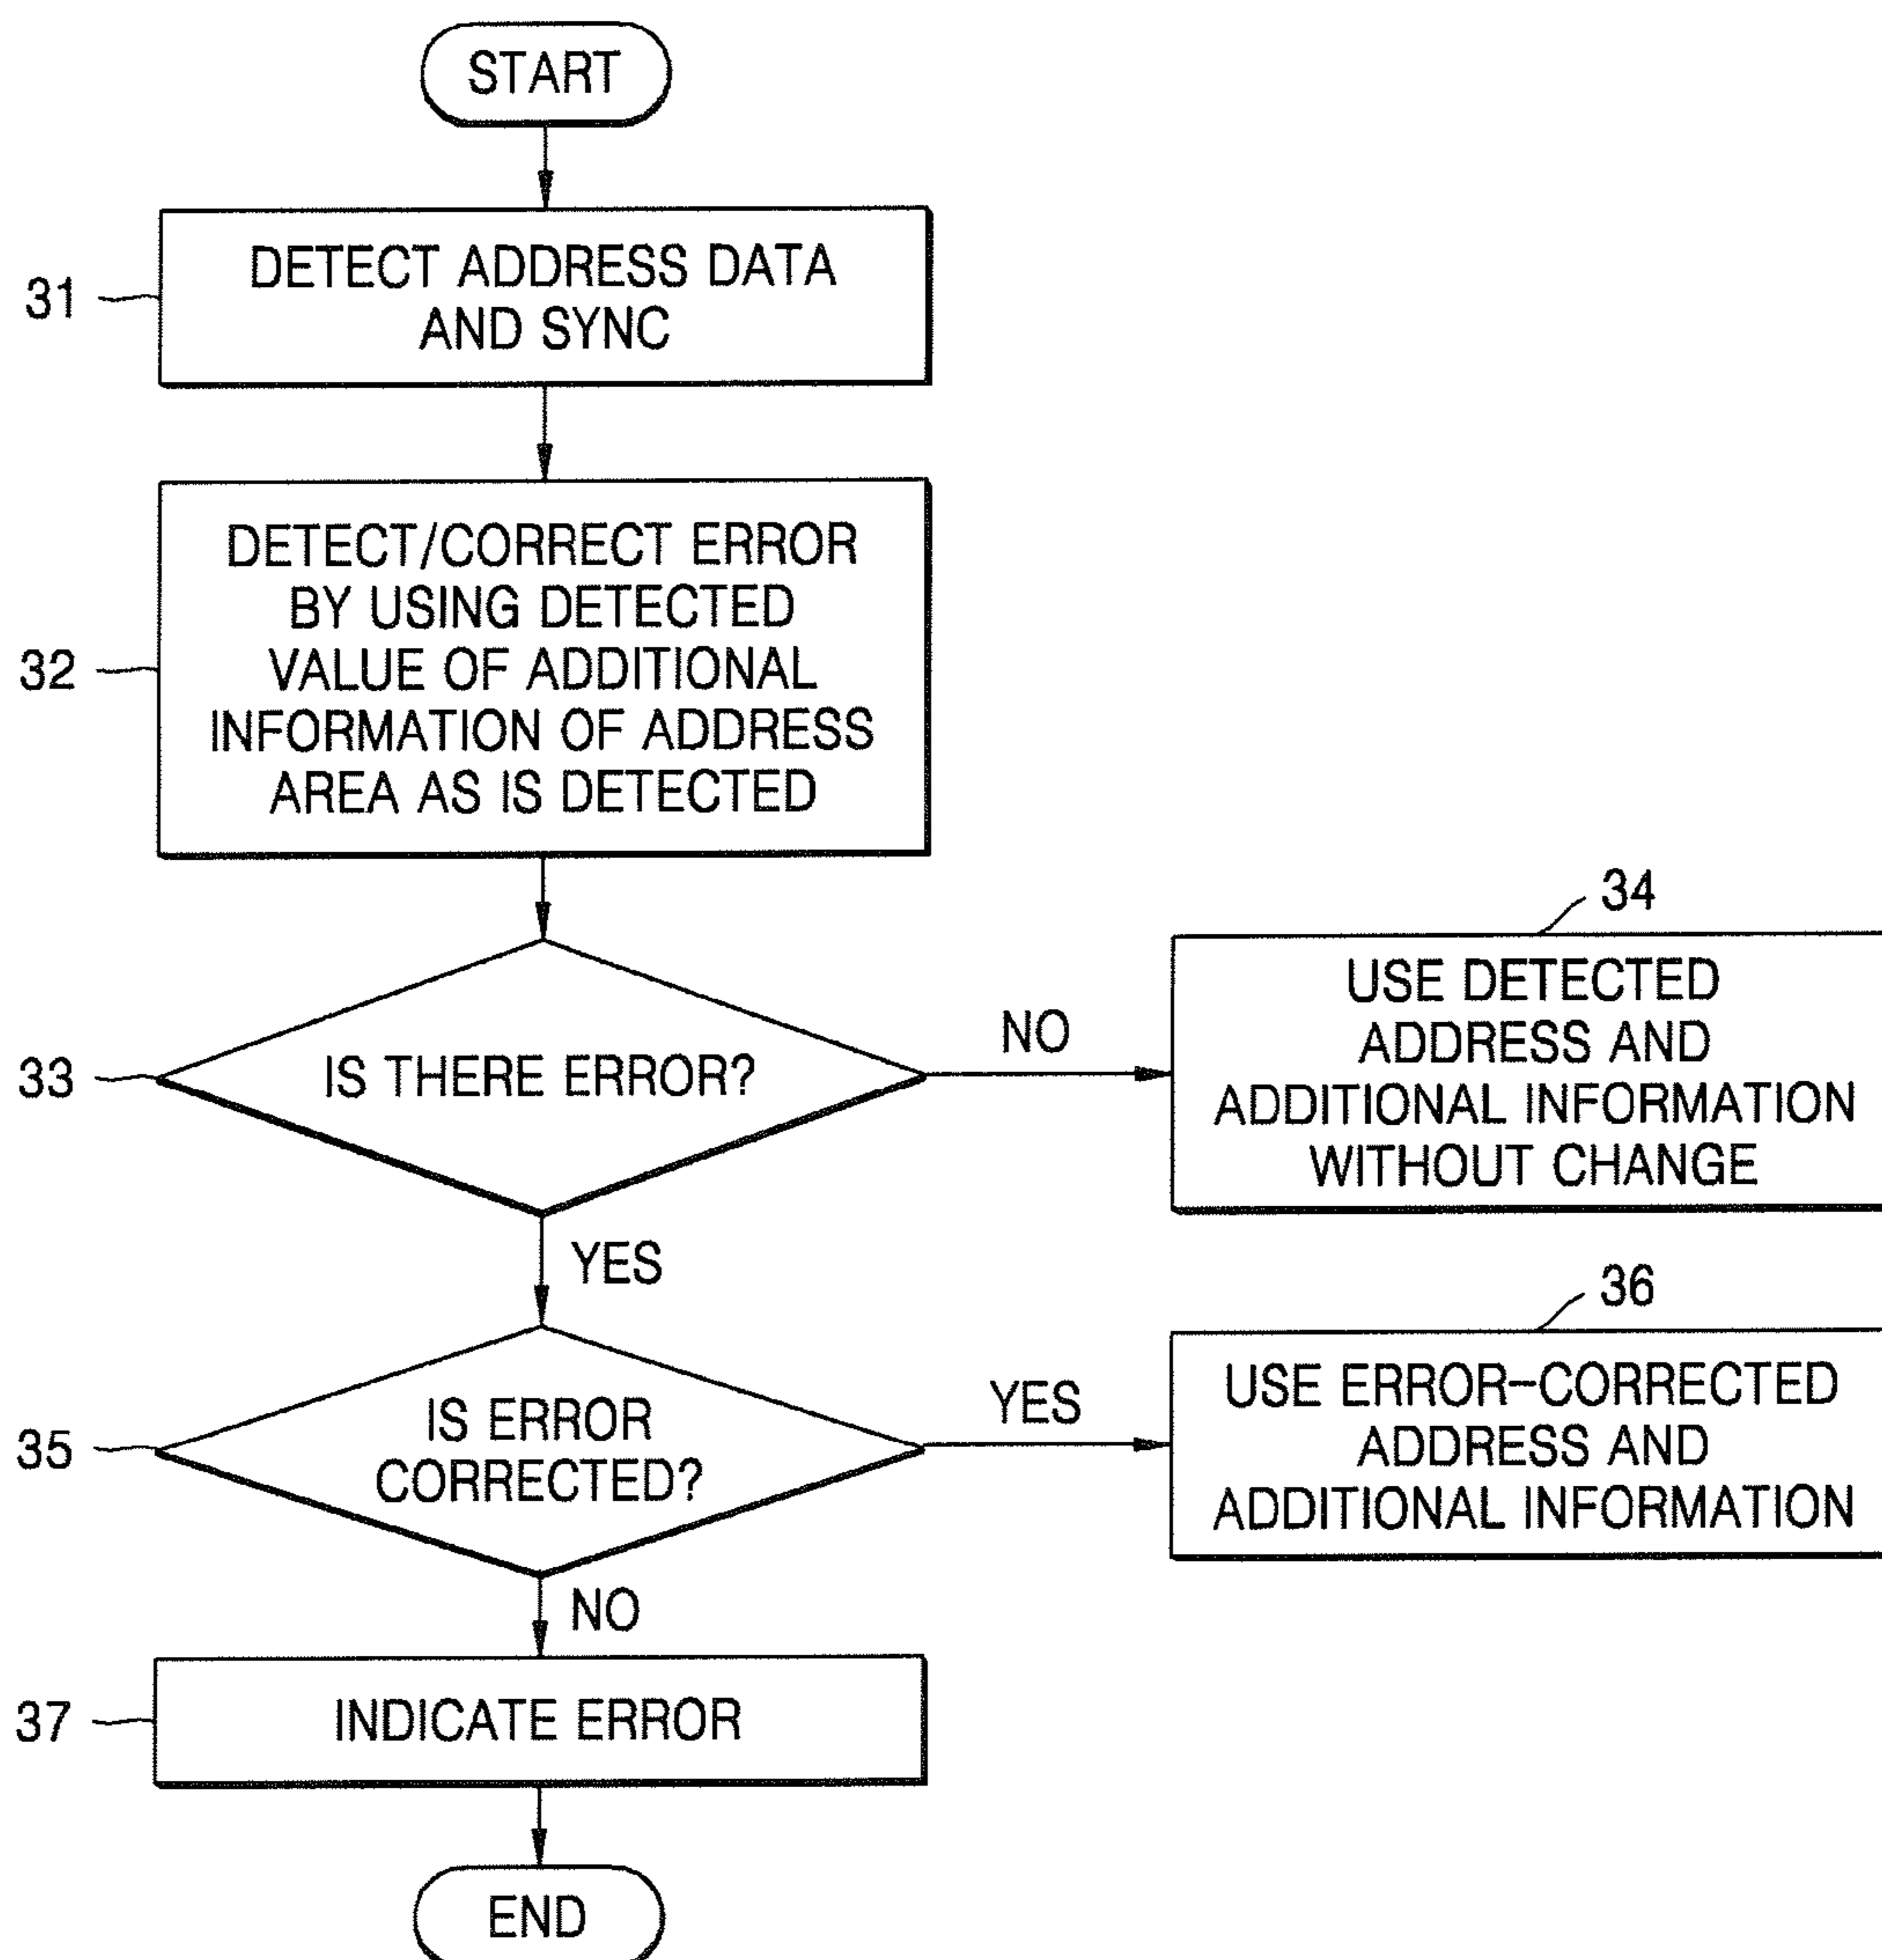 START
31
DETECT ADDRESS DATA
AND SYNC
32
DETECT/CORRECT ERROR
BY USING DETECTED
VALUE OF ADDITIONAL
INFORMATION OF ADDRESS
AREA AS IS DETECTED
33
IS THERE ERROR?
NO
34
USE DETECTED
ADDRESS AND
ADDITIONAL INFORMATION
WITHOUT CHANGE
YES
35
IS ERROR
CORRECTED?
YES
36
USE ERROR-CORRECTED
ADDRESS AND
ADDITIONAL INFORMATION
NO
37
INDICATE ERROR
END